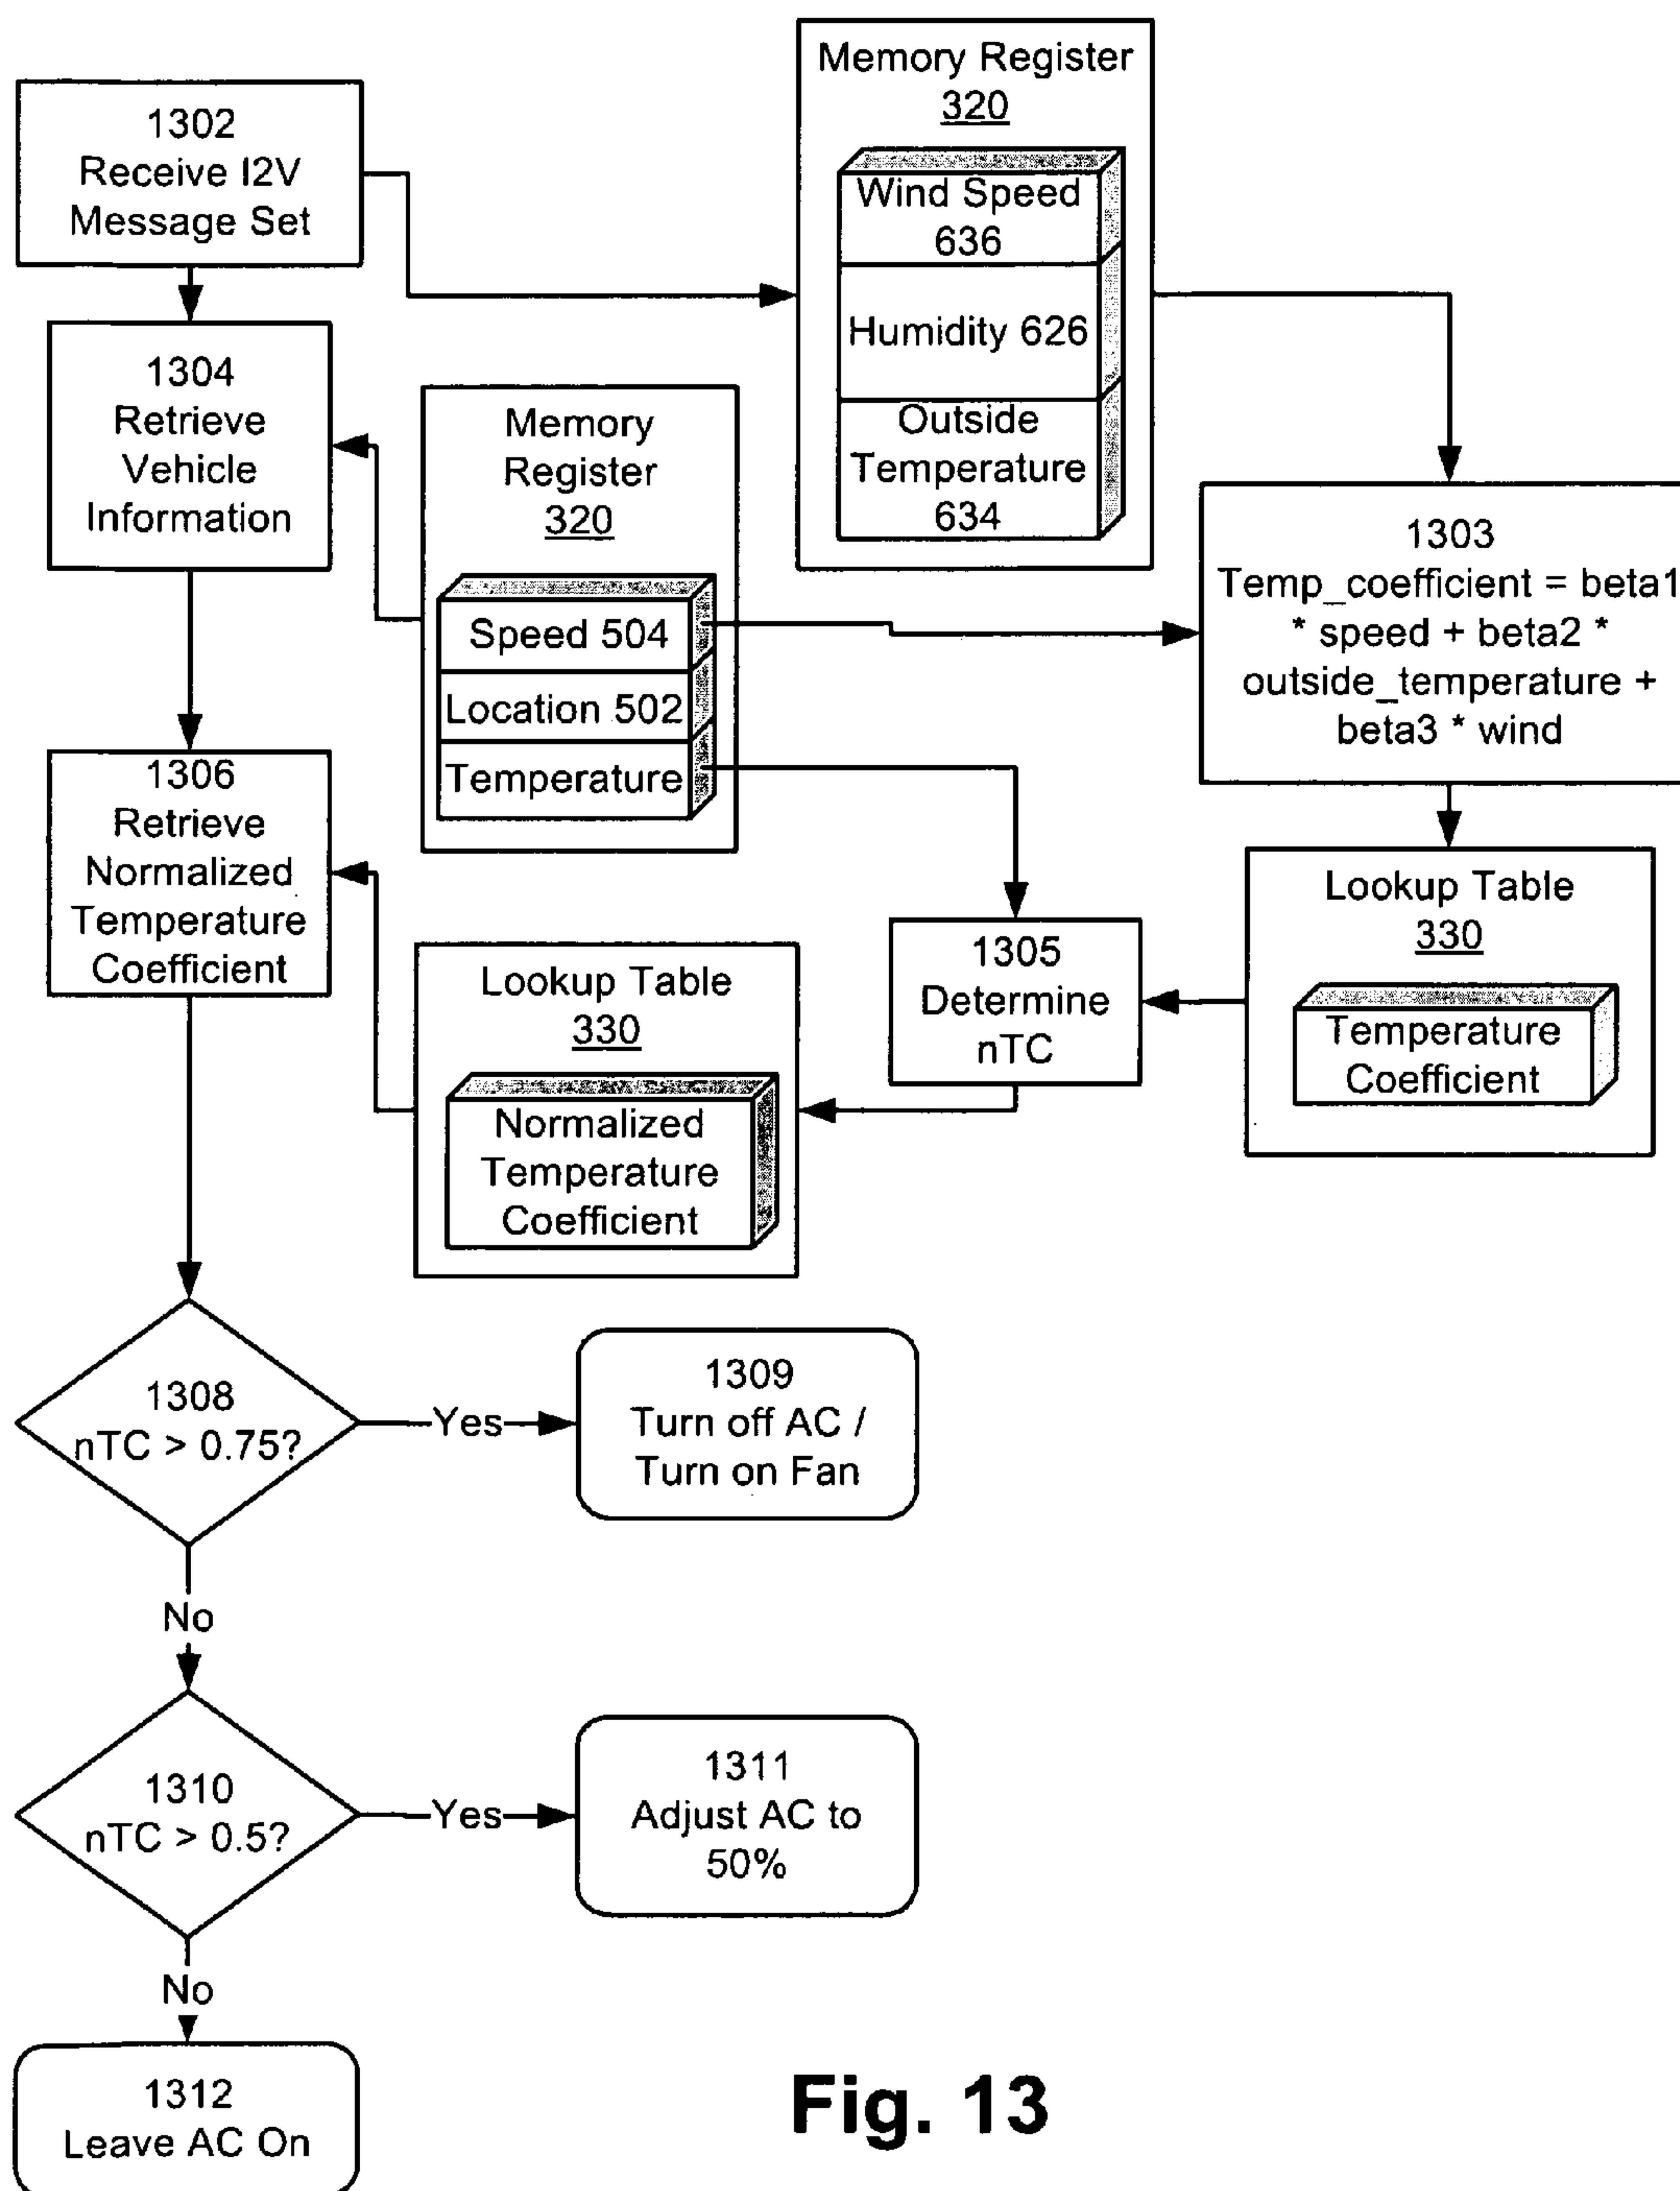 1302
Receive I2V
Message Set
Memory Register
320
Wind Speed
636
Humidity 626
Outside
Temperature
634
1304
Retrieve
Vehicle
Information
Memory
Register
320
Speed 504
Location 502
Temperature
1303
Temp_coefficient = beta1
* speed + beta2 *
outside_temperature +
beta3 * wind
1306
Retrieve
Normalized
Temperature
Coefficient
Lookup Table
330
Normalized
Temperature
Coefficient
1305
Determine
nTC
Lookup Table
330
Temperature
Coefficient
1308
nTC > 0.75?
Yes
1309
Turn off AC /
Turn on Fan
No
1310
nTC > 0.5?
Yes
1311
Adjust AC to
50%
No
1312
Leave AC On
Fig. 13